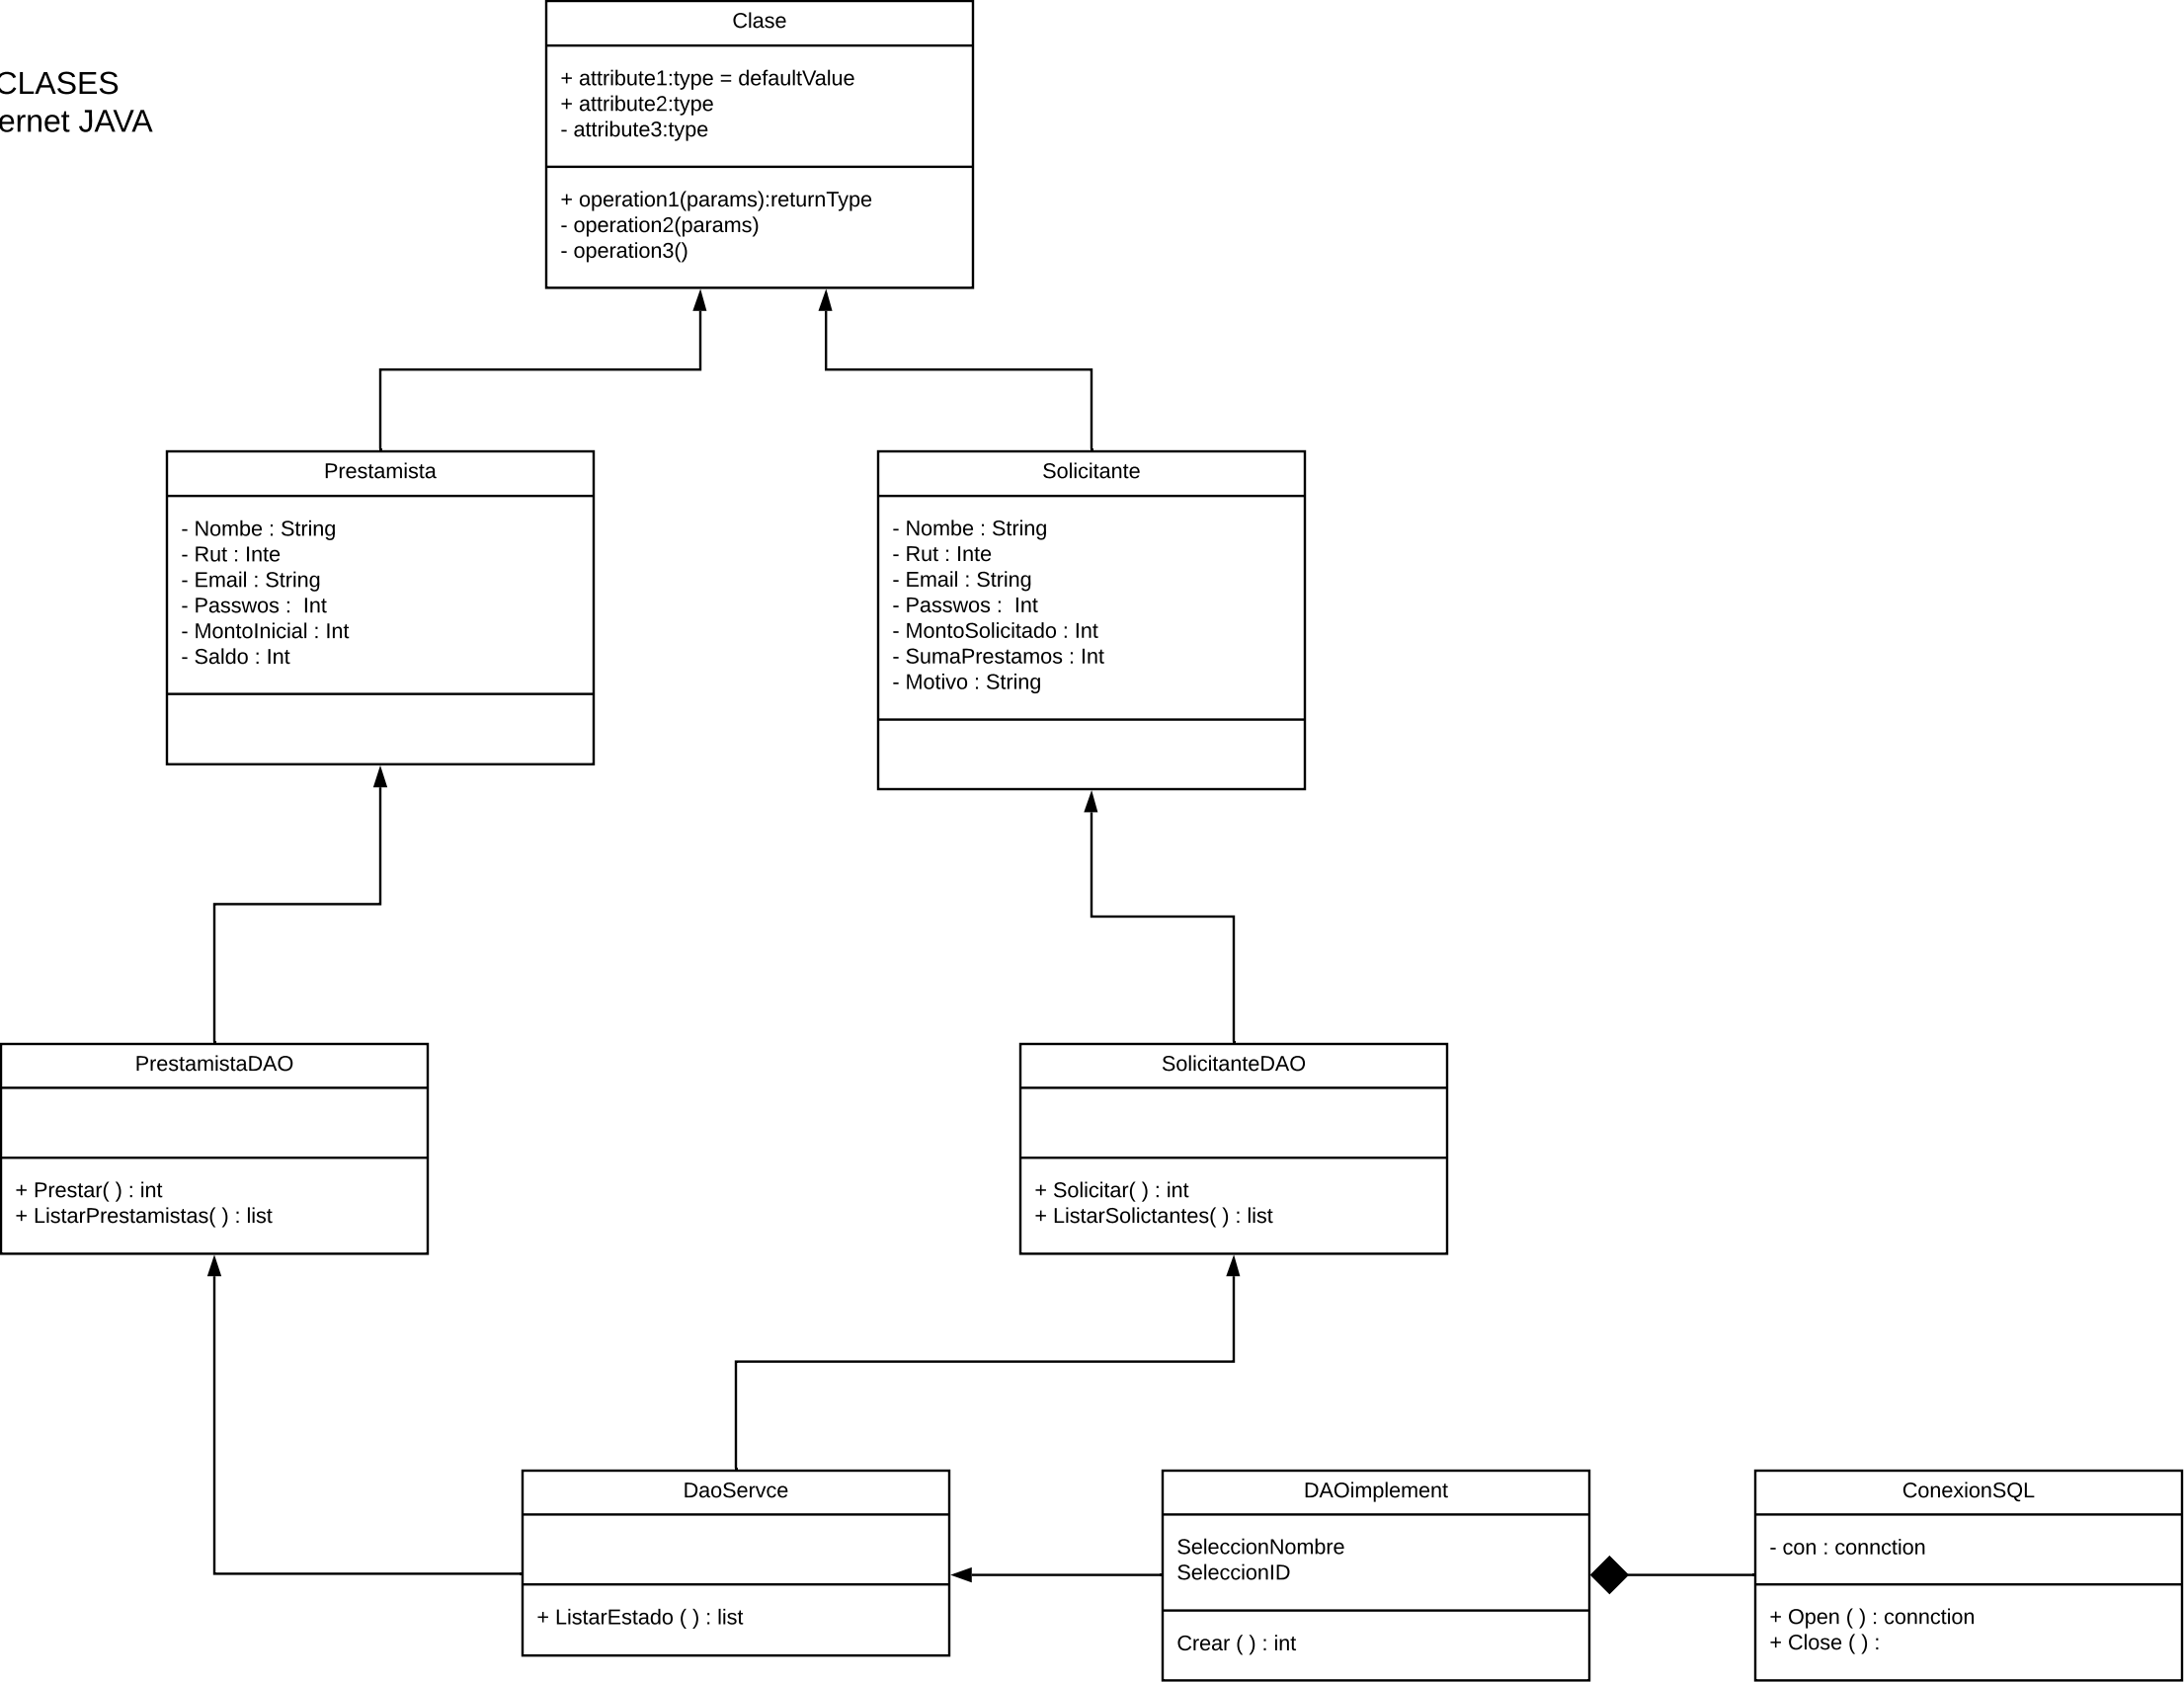 CLASES
ernet JAVA
Clase
+ attribute1:type = defaultValue
+ attribute2:type
- attribute3:type
+ operation1(params):returnType
- operation2(params)
- operation3()
Prestamista
- Nombe : String
- Rut : Inte
- Email : String
- Passwos :  Int
- MontoInicial : Int
- Saldo : Int
Solicitante
- Nombe : String
- Rut : Inte
- Email : String
- Passwos :  Int
- MontoSolicitado : Int
- SumaPrestamos : Int
- Motivo : String
PrestamistaDAO
+ Prestar( ) : int
+ ListarPrestamistas( ) : list
SolicitanteDAO
+ Solicitar( ) : int
+ ListarSolictantes( ) : list
DaoServce
+ ListarEstado ( ) : list
DAOimplement
SeleccionNombre
SeleccionID
Crear ( ) : int
ConexionSQL
- con : connction
+ Open ( ) : connction
+ Close ( ) :